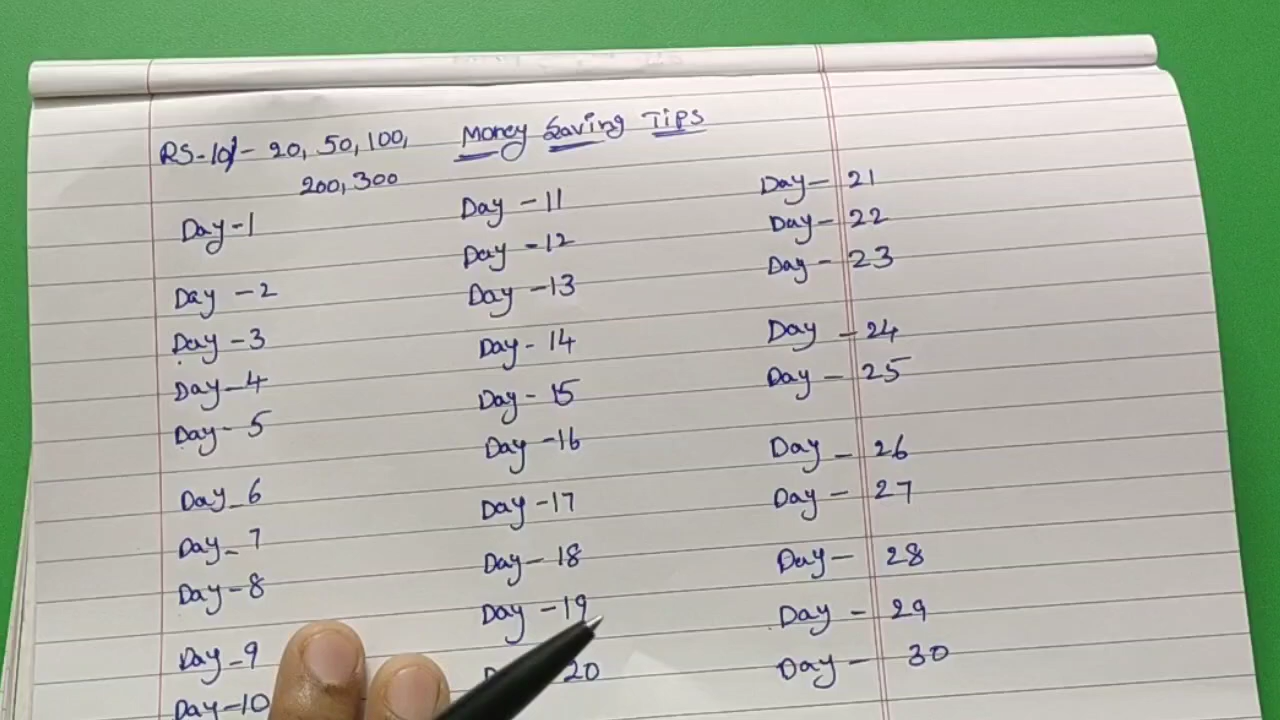 Money Saving Tips
RS-10/- 20, 50, 100,
200, 300
Day-1
Day-2
Day-3
Day-4
Day-5
Day-6
Day-7
Day-8
Day-9
Day-10
Day-11
Day-12
Day-13
Day-14
Day-15
Day-16
Day-17
Day-18
Day-19
20
Day-21
Day-22
Day-23
Day-24
Day-25
Day-26
Day-27
Day-28
Day-29
Day-30